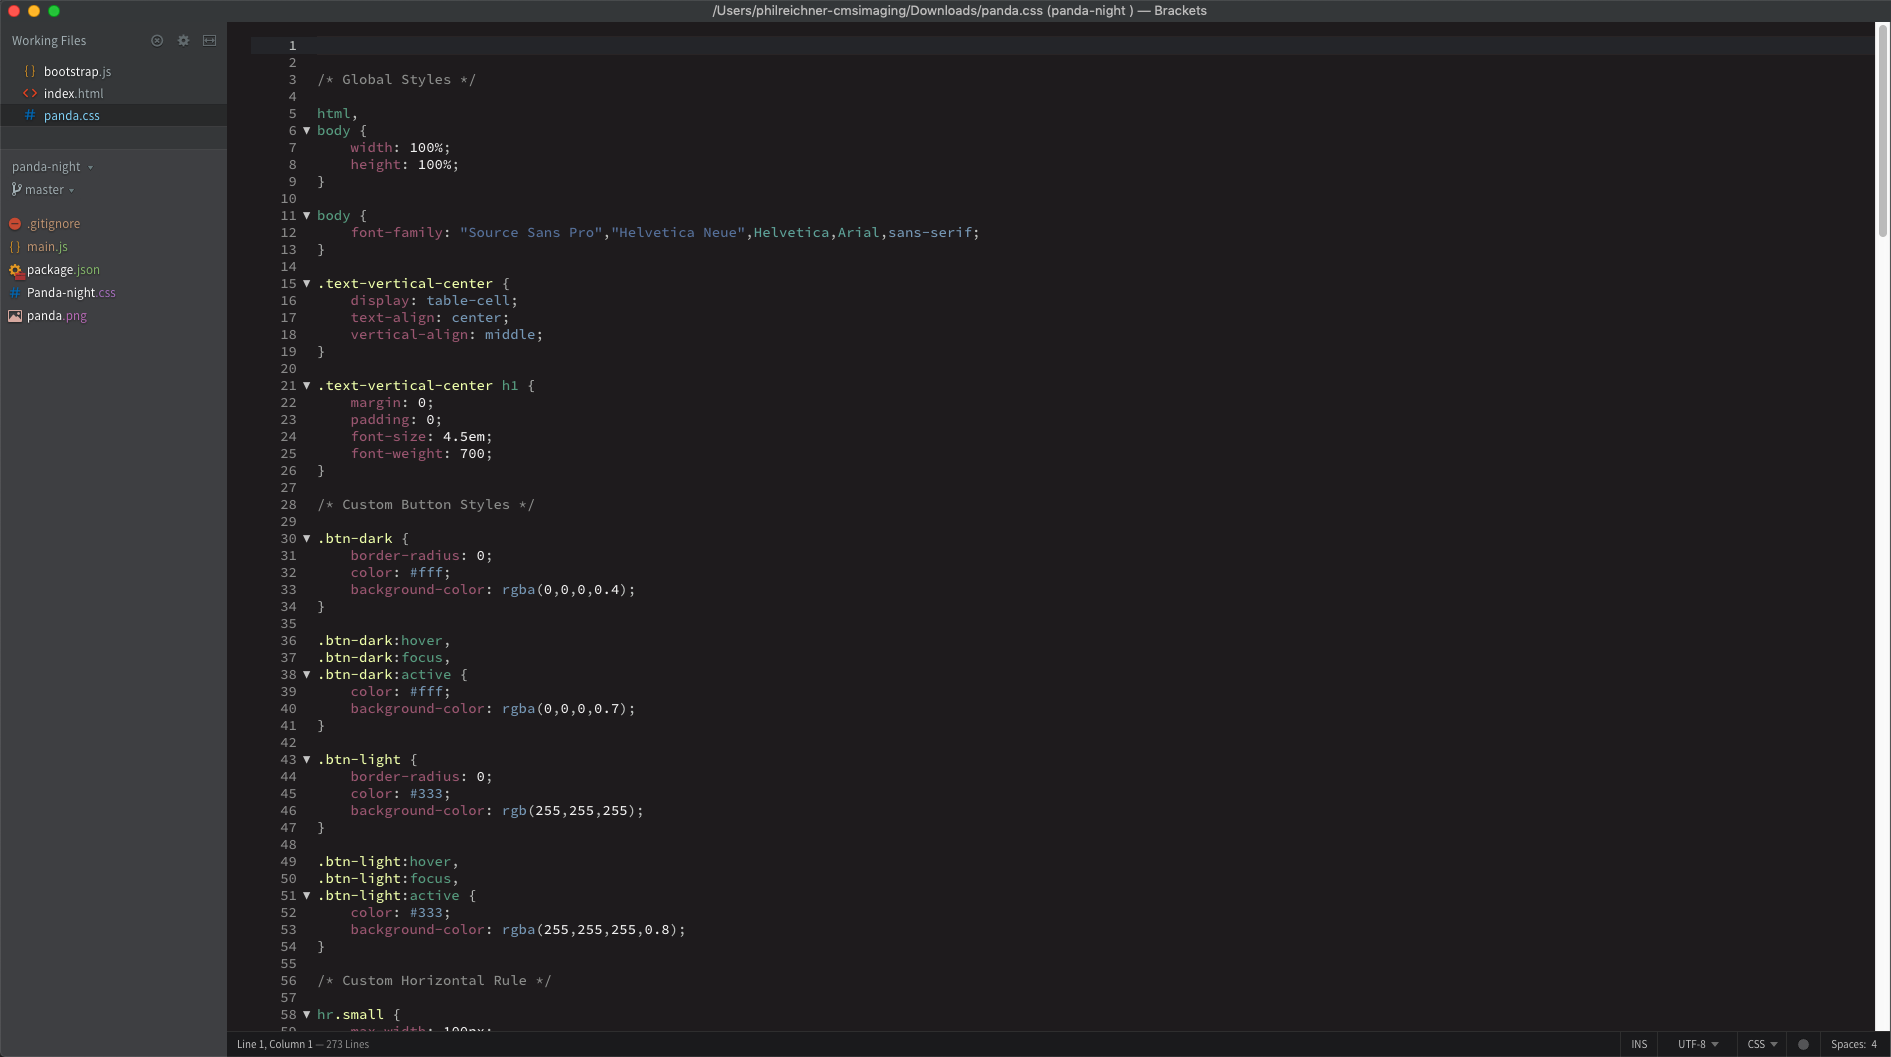 /Users/philreichner-cmsimaging/Downloads/panda.css (panda-night ) — Brackets
Working Files
bootstrap.js
index.html
panda.css
panda-night
master
.gitignore
main.js
package.json
Panda-night.css
panda.png
1
2
3 /* Global Styles */
4
5 html,
6 body {
7 width: 100%;
8 height: 100%;
9 }
10
11 body {
12 font-family: "Source Sans Pro","Helvetica Neue",Helvetica,Arial,sans-serif;
13 }
14
15 .text-vertical-center {
16 display: table-cell;
17 text-align: center;
18 vertical-align: middle;
19 }
20
21 .text-vertical-center h1 {
22 margin: 0;
23 padding: 0;
24 font-size: 4.5em;
25 font-weight: 700;
26 }
27
28 /* Custom Button Styles */
29
30 .btn-dark {
31 border-radius: 0;
32 color: #fff;
33 background-color: rgba(0,0,0,0.4);
34 }
35
36 .btn-dark:hover,
37 .btn-dark:focus,
38 .btn-dark:active {
39 color: #fff;
40 background-color: rgba(0,0,0,0.7);
41 }
42
43 .btn-light {
44 border-radius: 0;
45 color: #333;
46 background-color: rgb(255,255,255);
47 }
48
49 .btn-light:hover,
50 .btn-light:focus,
51 .btn-light:active {
52 color: #333;
53 background-color: rgba(255,255,255,0.8);
54 }
55
56 /* Custom Horizontal Rule */
57
58 hr.small {
59 max-width: 100px;
Line 1, Column 1 — 273 Lines
INS
UTF-8
CSS
Spaces: 4